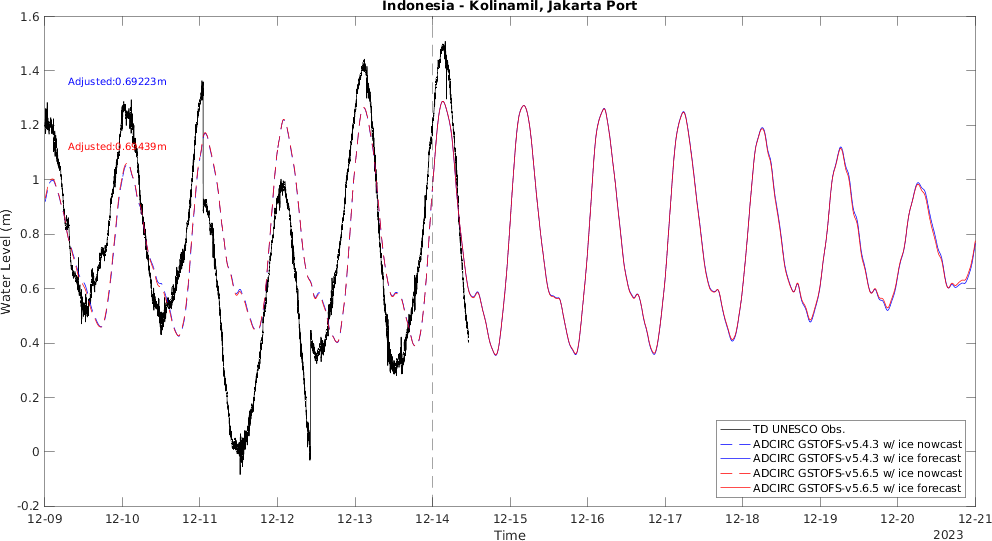 Indonesia - Kolinamil, Jakarta Port
1.6
1.4
1.2
1
0.8
0.6
0.4
0.2
0
-0.2
Water Level (m)
Adjusted:0.69223m
Adjusted:0.69439m
TD UNESCO Obs.
ADCIRC GSTOFS-v5.4.3 w/ ice nowcast
ADCIRC GSTOFS-v5.4.3 w/ ice forecast
ADCIRC GSTOFS-v5.6.5 w/ ice nowcast
ADCIRC GSTOFS-v5.6.5 w/ ice forecast
12-09 12-10 12-11 12-12 12-13 12-14 12-15 12-16 12-17 12-18 12-19 12-20 12-21
Time
2023